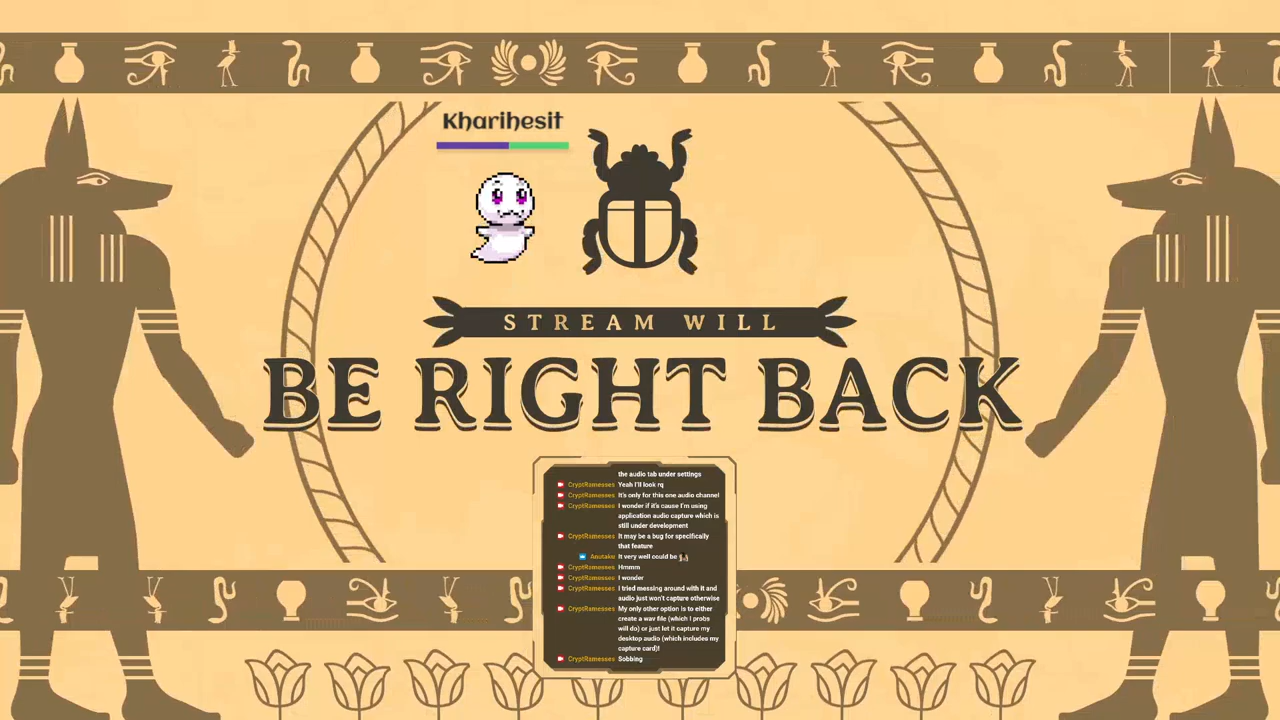 Kharihesit
STREAM WILL
BE RIGHT BACK
the audio tab under settings
CryptRamesses Yeah I'll look rq
CryptRamesses It's only for this one audio channel
CryptRamesses I wonder if it's cause I'm using
application audio capture which is
still under development
CryptRamesses It may be a bug for specifically
that feature
Anutaku It very well could be
CryptRamesses Hmmm
CryptRamesses I wonder
CryptRamesses I tried messing around with it and
audio just won't capture otherwise
CryptRamesses My only other option is to either
create a wav file (which I probs
will do) or just let it capture my
desktop audio (which includes my
capture card)!
CryptRamesses Sobbing